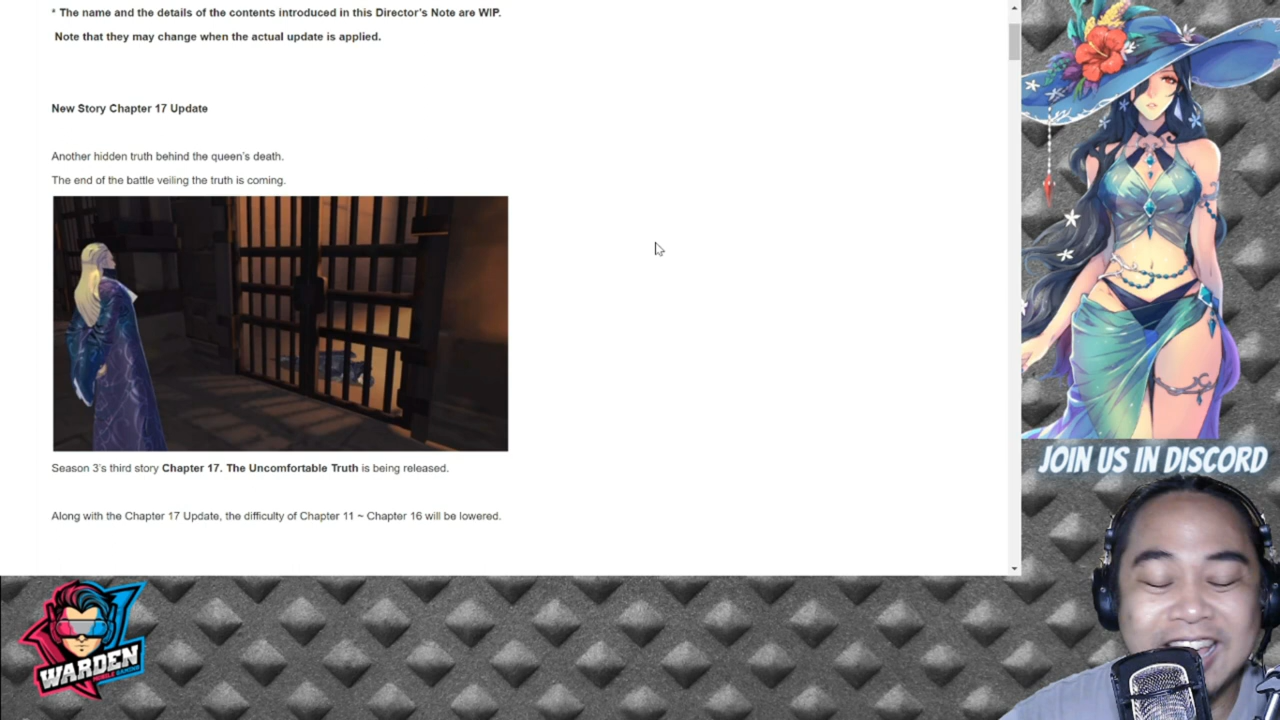 * The name and the details of the contents introduced in this Director's Note are WIP.
Note that they may change when the actual update is applied.
New Story Chapter 17 Update
Another hidden truth behind the queen's death.
The end of the battle veiling the truth is coming.
Season 3's third story Chapter 17. The Uncomfortable Truth is being released.
Along with the Chapter 17 Update, the difficulty of Chapter 11 ~ Chapter 16 will be lowered.
JOIN US IN DISCORD
WARDEN
MOBILE GAMING